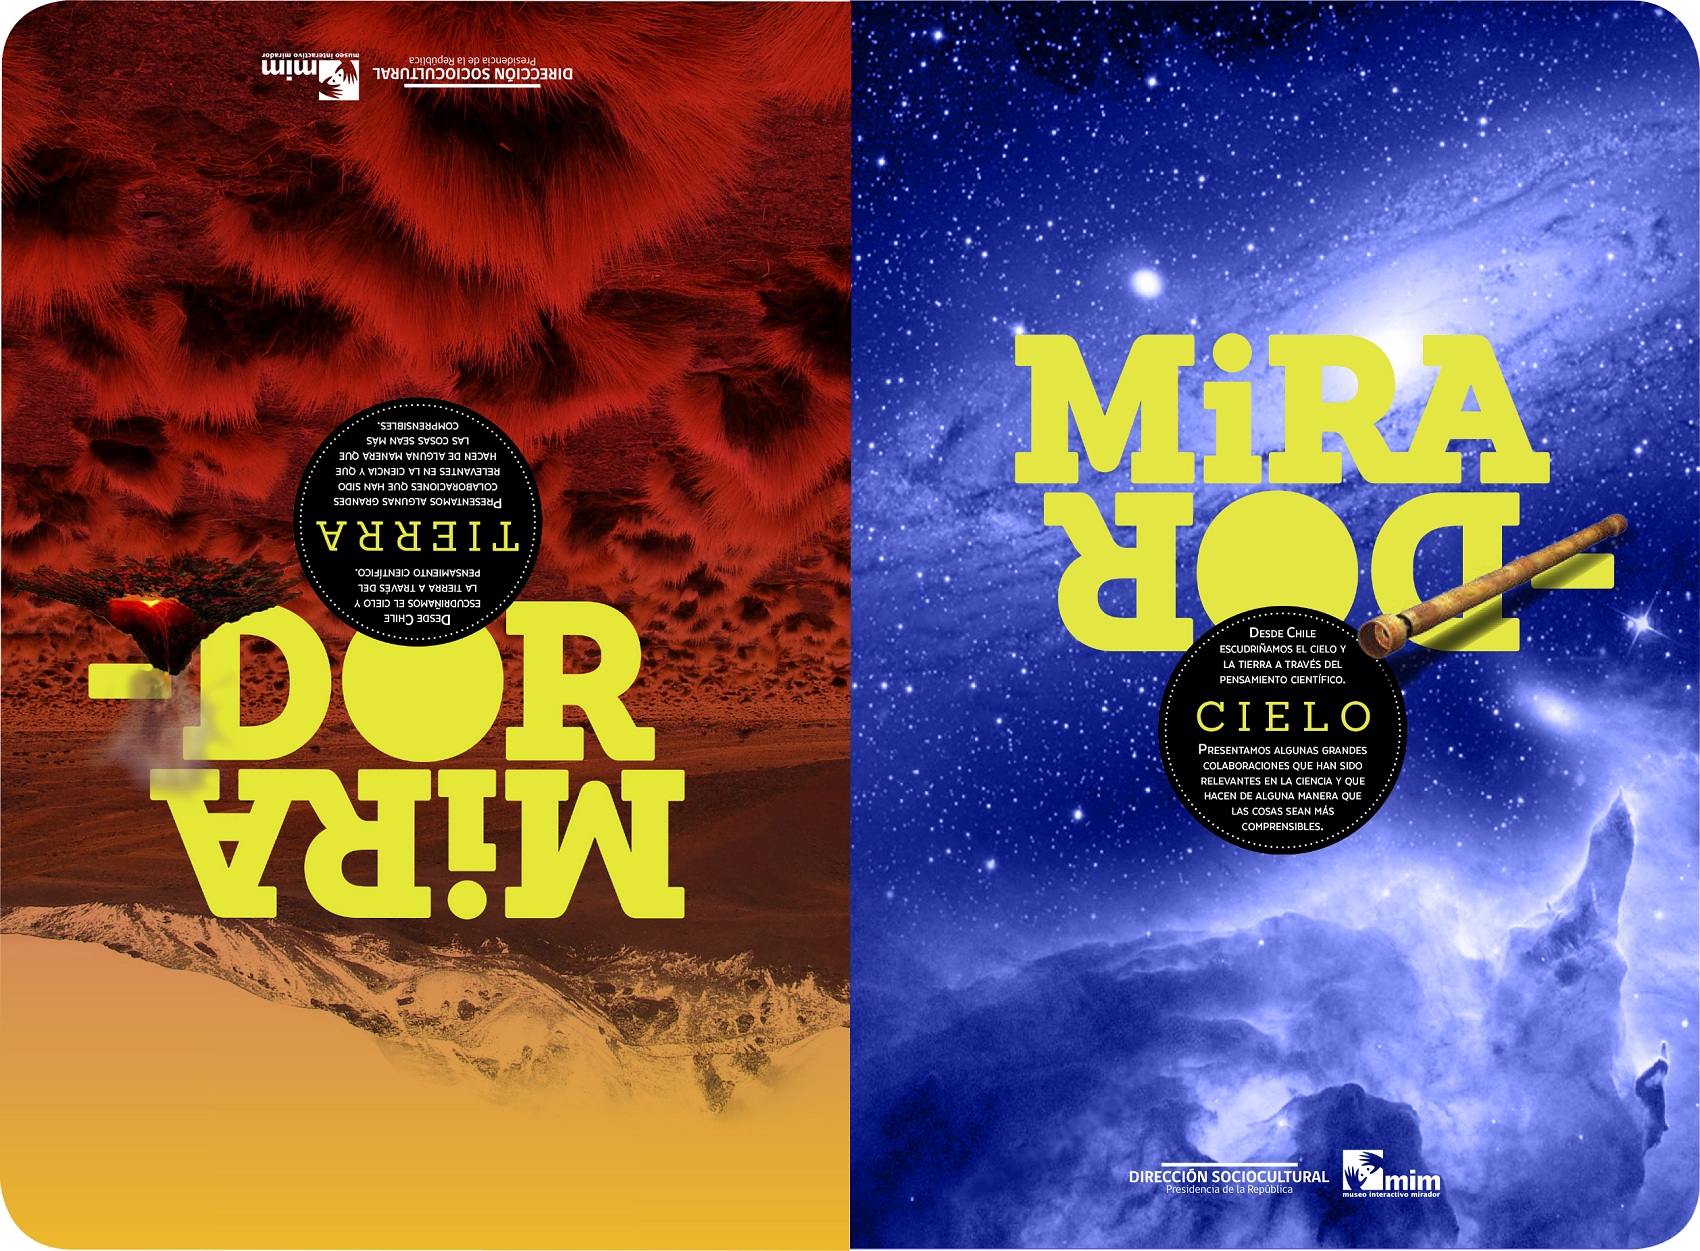 DIRECCIÓN SOCIOCULTURAL
Presidencia de la República
mim
museo interactivo mirador
MiRA
-DOR
DESDE CHILE
ESCUDRIÑAMOS EL CIELO Y
LA TIERRA A TRAVÉS DEL
PENSAMIENTO CIENTÍFICO.
TIERRA
PRESENTAMOS ALGUNAS GRANDES
COLABORACIONES QUE HAN SIDO
RELEVANTES EN LA CIENCIA Y QUE
HACEN DE ALGUNA MANERA QUE
LAS COSAS SEAN MÁS
COMPRENSIBLES.
MiRA
-DOR
DESDE CHILE
ESCUDRIÑAMOS EL CIELO Y
LA TIERRA A TRAVÉS DEL
PENSAMIENTO CIENTÍFICO.
CIELO
PRESENTAMOS ALGUNAS GRANDES
COLABORACIONES QUE HAN SIDO
RELEVANTES EN LA CIENCIA Y QUE
HACEN DE ALGUNA MANERA QUE
LAS COSAS SEAN MÁS
COMPRENSIBLES.
DIRECCIÓN SOCIOCULTURAL
Presidencia de la República
mim
museo interactivo mirador